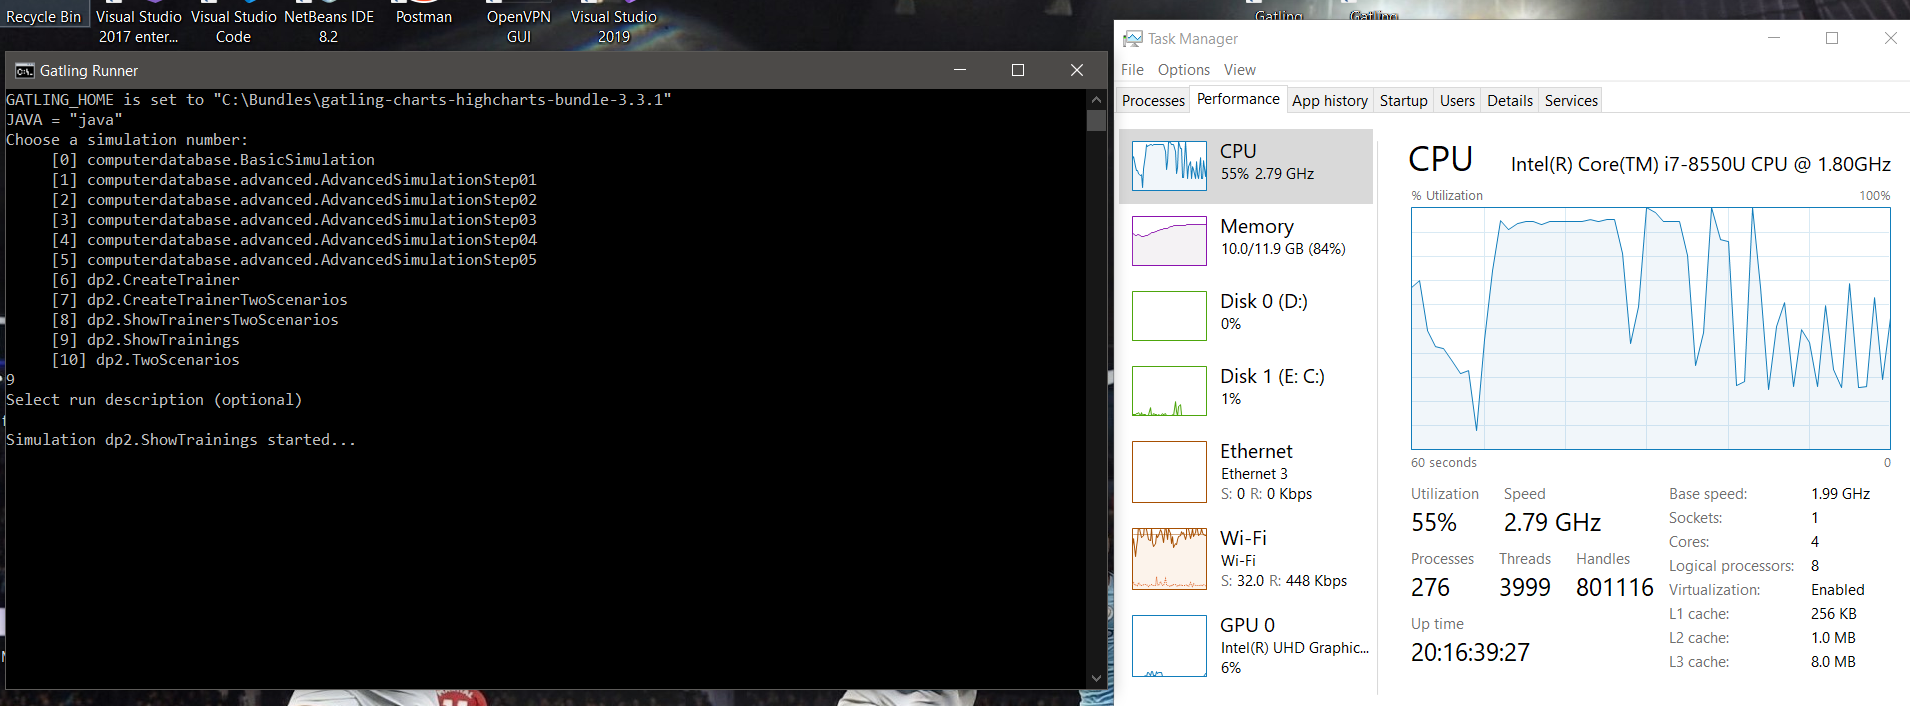 Recycle Bin
Visual Studio
2017 enter...
Visual Studio
Code
NetBeans IDE
8.2
Postman
OpenVPN
GUI
Visual Studio
2019
Gatling
Gatling
Gatling Runner
GATLING_HOME is set to "C:\Bundles\gatling-charts-highcharts-bundle-3.3.1"
JAVA = "java"
Choose a simulation number:
[0] computerdatabase.BasicSimulation
[1] computerdatabase.advanced.AdvancedSimulationStep01
[2] computerdatabase.advanced.AdvancedSimulationStep02
[3] computerdatabase.advanced.AdvancedSimulationStep03
[4] computerdatabase.advanced.AdvancedSimulationStep04
[5] computerdatabase.advanced.AdvancedSimulationStep05
[6] dp2.CreateTrainer
[7] dp2.CreateTrainerTwoScenarios
[8] dp2.ShowTrainersTwoScenarios
[9] dp2.ShowTrainings
[10] dp2.TwoScenarios
9
Select run description (optional)
Simulation dp2.ShowTrainings started...
Task Manager
File Options View
Processes Performance App history Startup Users Details Services
CPU
55% 2.79 GHz
Memory
10.0/11.9 GB (84%)
Disk 0 (D:)
0%
Disk 1 (E: C:)
1%
Ethernet
Ethernet 3
S: 0 R: 0 Kbps
Wi-Fi
Wi-Fi
S: 32.0 R: 448 Kbps
GPU 0
Intel(R) UHD Graphic...
6%
CPU Intel(R) Core(TM) i7-8550U CPU @ 1.80GHz
% Utilization 100%
60 seconds 0
Utilization Speed
55% 2.79 GHz
Processes Threads Handles
276 3999 801116
Up time
20:16:39:27
Base speed: 1.99 GHz
Sockets: 1
Cores: 4
Logical processors: 8
Virtualization: Enabled
L1 cache: 256 KB
L2 cache: 1.0 MB
L3 cache: 8.0 MB